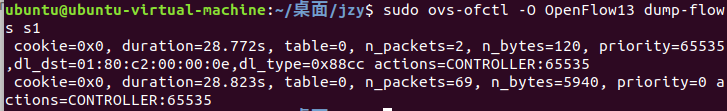 ubuntu@ubuntu-virtual-machine:~/桌面/jzy$ sudo ovs-ofctl -O OpenFlow13 dump-flow
s s1
 cookie=0x0, duration=28.772s, table=0, n_packets=2, n_bytes=120, priority=65535
,dl_dst=01:80:c2:00:00:0e,dl_type=0x88cc actions=CONTROLLER:65535
 cookie=0x0, duration=28.823s, table=0, n_packets=69, n_bytes=5940, priority=0 a
ctions=CONTROLLER:65535